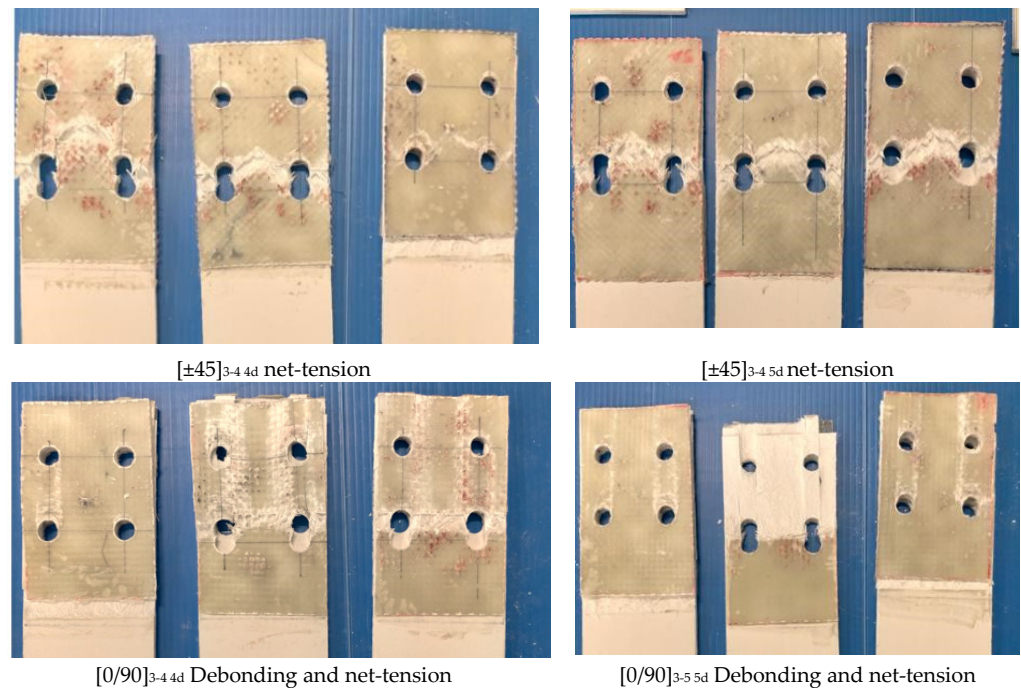 [±45]3-4 4d net-tension
[±45]3-4 5d net-tension
[0/90]3-4 4d Debonding and net-tension
[0/90]3-5 5d Debonding and net-tension